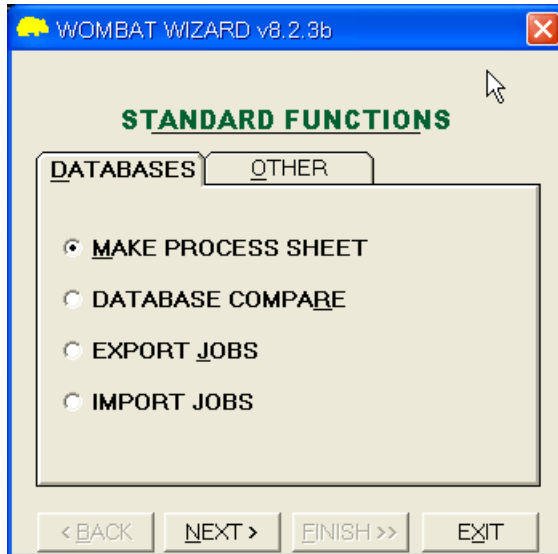 WOMBAT WIZARD v8.2.3b
STANDARD FUNCTIONS
DATABASES OTHER
MAKE PROCESS SHEET
DATABASE COMPARE
EXPORT JOBS
IMPORT JOBS
< BACK NEXT > FINISH >> EXIT